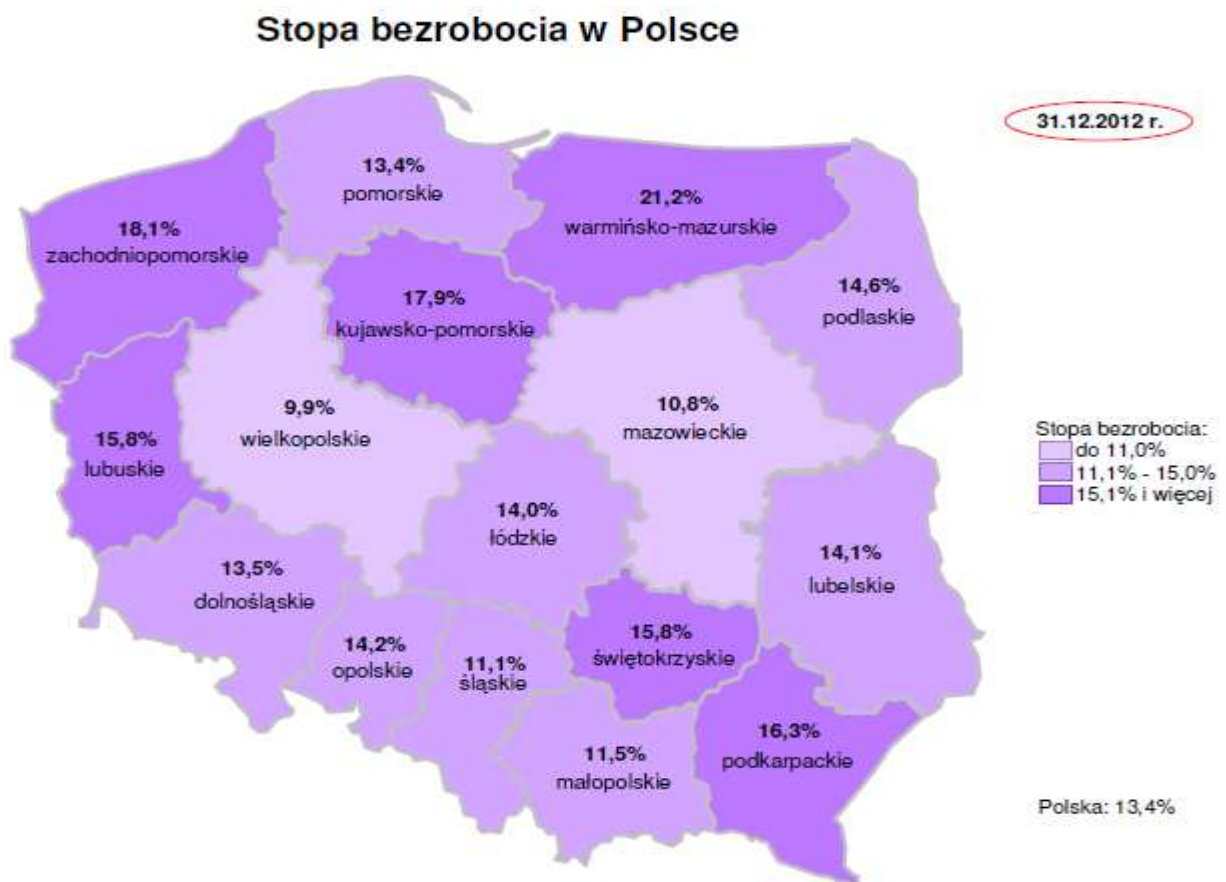 Stopa bezrobocia w Polsce
31.12.2012 r.
13,4%
pomorskie
21,2%
warmińsko-mazurskie
18,1%
zachodniopomorskie
17,9%
kujawsko-pomorskie
14,6%
podlaskie
9,9%
wielkopolskie
10,8%
mazowieckie
15,8%
lubuskie
Stopa bezrobocia:
do 11,0%
11,1% - 15,0%
15,1% i więcej
14,0%
łódzkie
14,1%
lubelskie
13,5%
dolnośląskie
14,2%
opolskie
11,1%
śląskie
15,8%
świętokrzyskie
11,5%
małopolskie
16,3%
podkarpackie
Polska: 13,4%